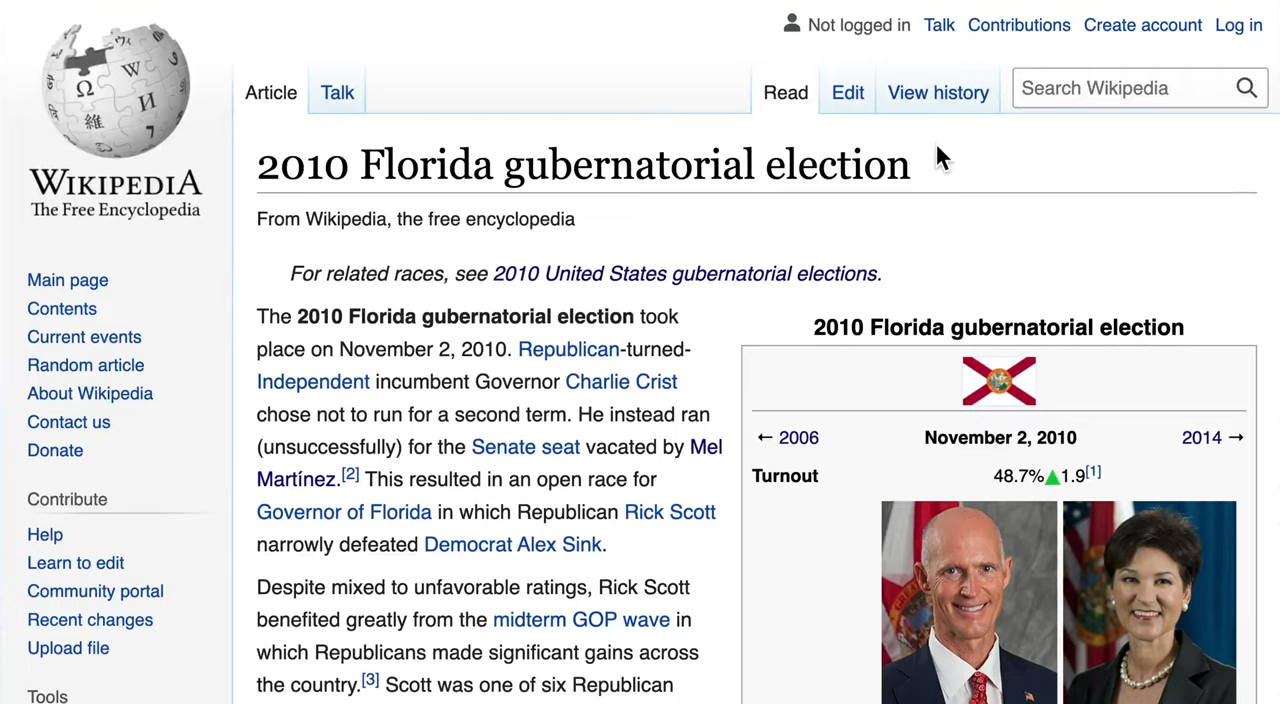 Not logged in Talk Contributions Create account Log in
Article Talk Read Edit View history Search Wikipedia
WIKIPEDIA
The Free Encyclopedia
Main page
Contents
Current events
Random article
About Wikipedia
Contact us
Donate
Contribute
Help
Learn to edit
Community portal
Recent changes
Upload file
Tools
2010 Florida gubernatorial election
From Wikipedia, the free encyclopedia
For related races, see 2010 United States gubernatorial elections.
The 2010 Florida gubernatorial election took
place on November 2, 2010. Republican-turned-
Independent incumbent Governor Charlie Crist
chose not to run for a second term. He instead ran
(unsuccessfully) for the Senate seat vacated by Mel
Martínez.[2] This resulted in an open race for
Governor of Florida in which Republican Rick Scott
narrowly defeated Democrat Alex Sink.
Despite mixed to unfavorable ratings, Rick Scott
benefited greatly from the midterm GOP wave in
which Republicans made significant gains across
the country.[3] Scott was one of six Republican
2010 Florida gubernatorial election
← 2006 November 2, 2010 2014 →
Turnout 48.7%▲1.9[1]